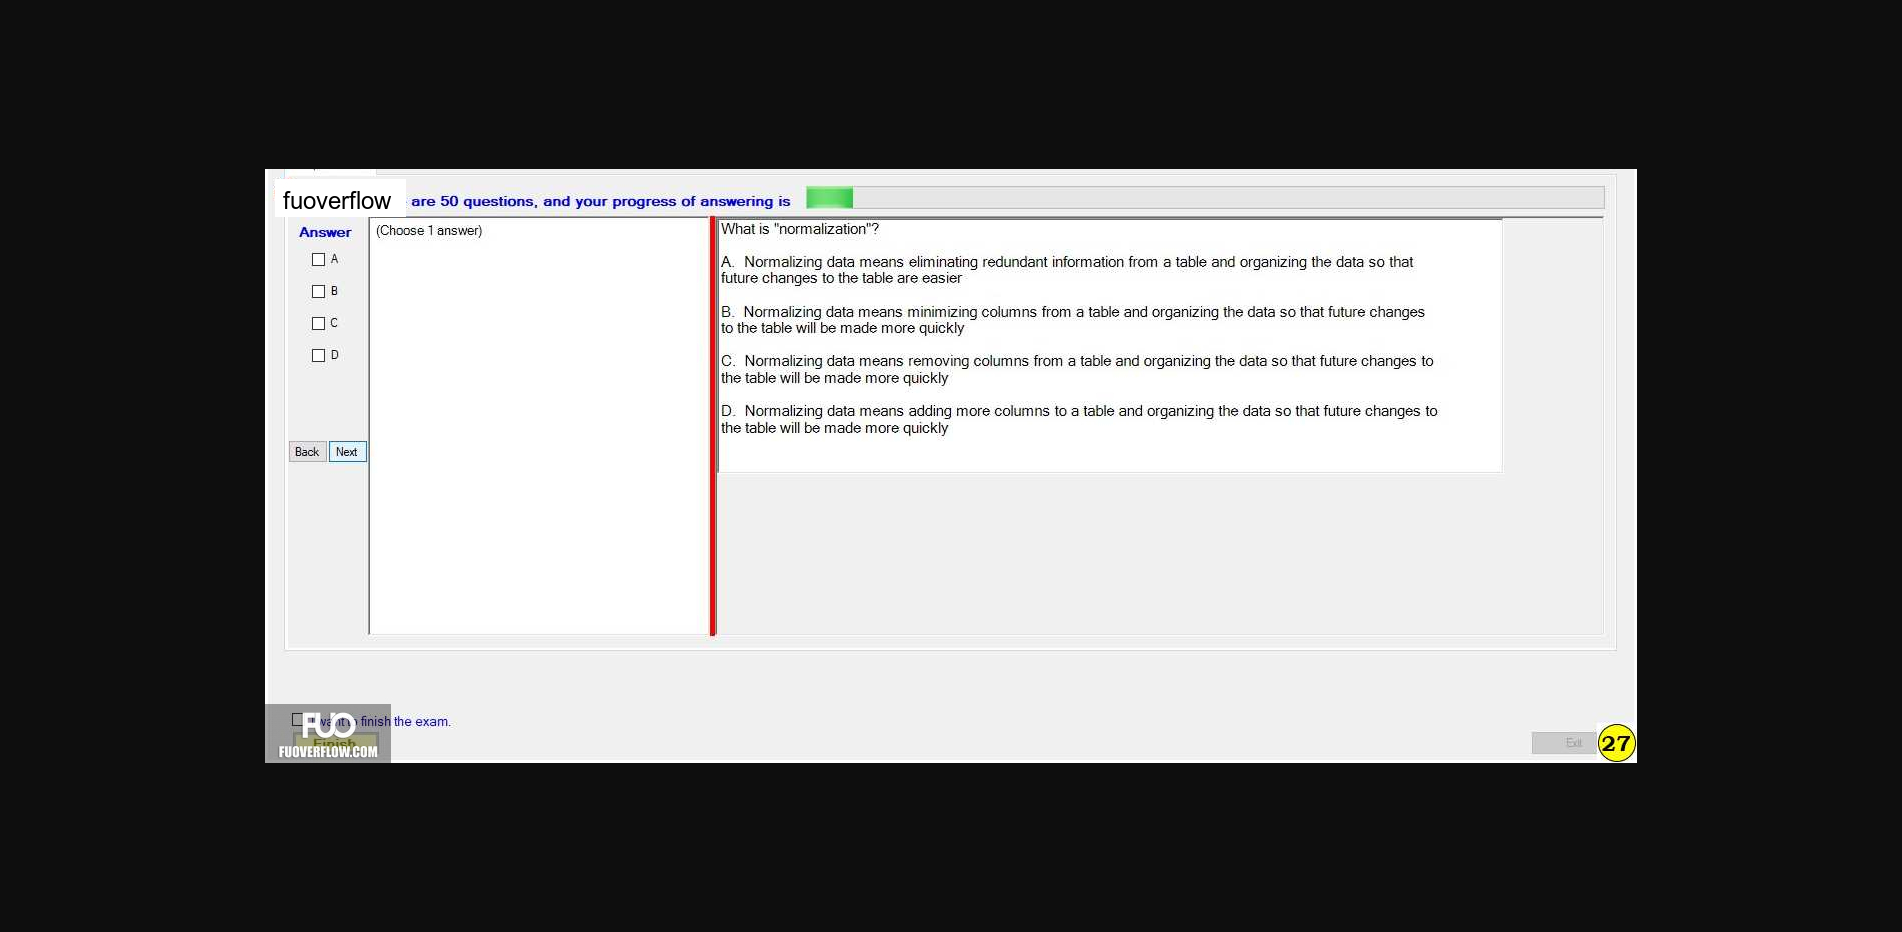 fuoverflow are 50 questions, and your progress of answering is
Answer
A
B
C
D
Back Next
(Choose 1 answer)
What is "normalization"?
A. Normalizing data means eliminating redundant information from a table and organizing the data so that
future changes to the table are easier
B. Normalizing data means minimizing columns from a table and organizing the data so that future changes
to the table will be made more quickly
C. Normalizing data means removing columns from a table and organizing the data so that future changes to
the table will be made more quickly
D. Normalizing data means adding more columns to a table and organizing the data so that future changes to
the table will be made more quickly
I want to finish the exam.
FUO
Finish
FUOVERFLOW.COM
Exit
27